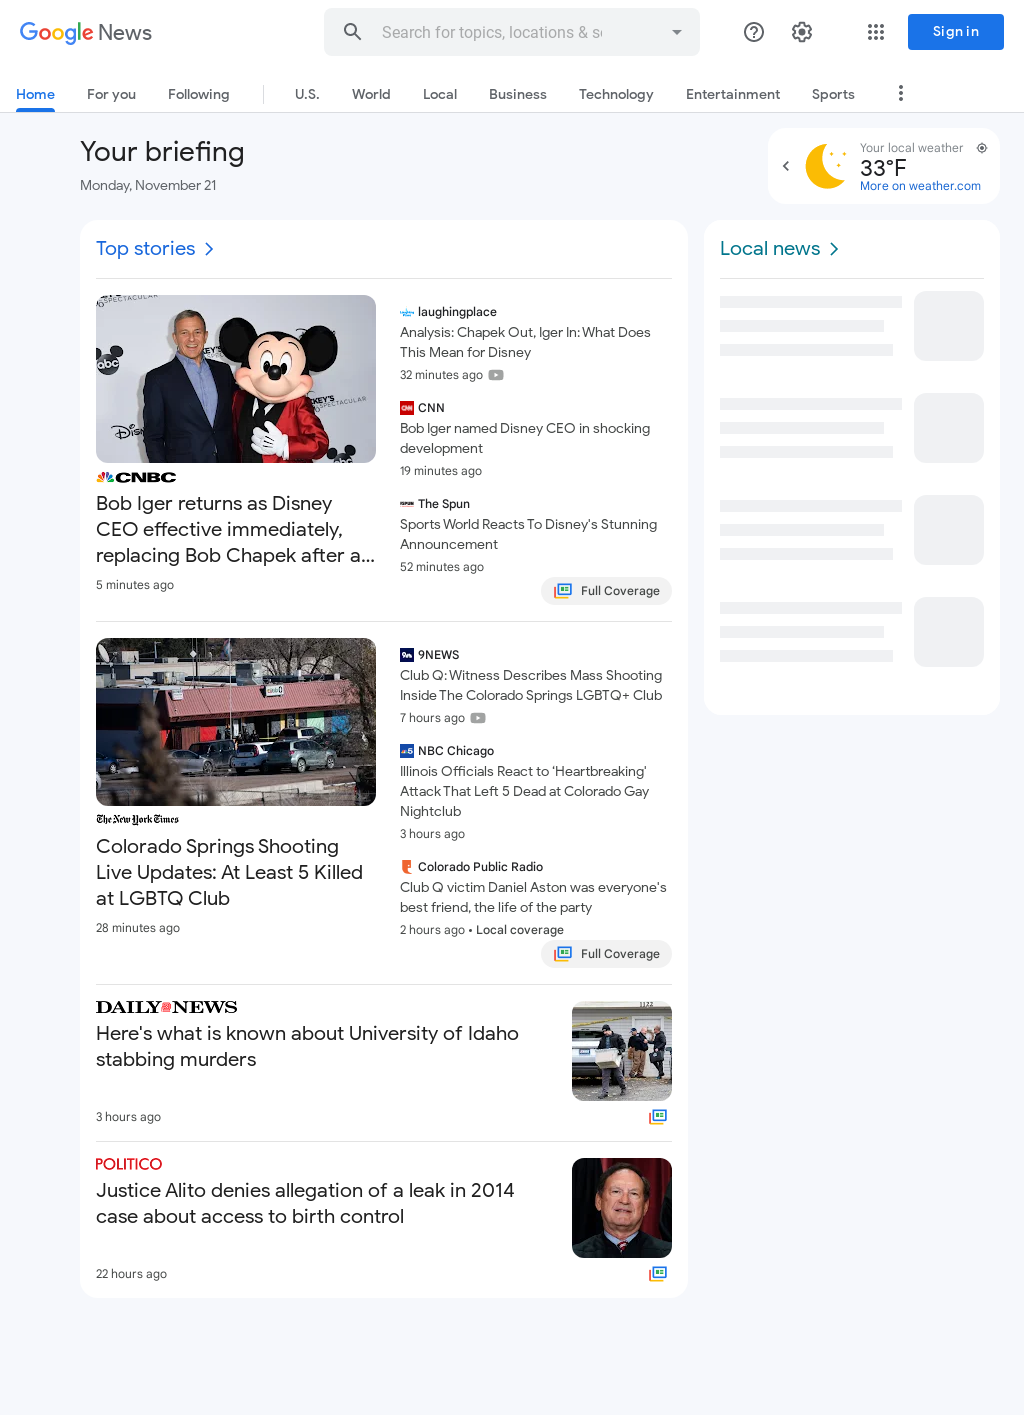 Google News
Search for topics, locations & so
Sign in
Home
For you
Following
U.S.
World
Local
Business
Technology
Entertainment
Sports
Your briefing
Monday, November 21
Your local weather
33°F
More on weather.com
Top stories
Local news
SPECTACULAR
abc
Disney
KEY'S
SPECTACULAR
abc
CNBC
Bob Iger returns as Disney
CEO effective immediately,
replacing Bob Chapek after a...
5 minutes ago
laughingplace
Analysis: Chapek Out, Iger In: What Does
This Mean for Disney
32 minutes ago
CNN
Bob Iger named Disney CEO in shocking
development
19 minutes ago
The Spun
Sports World Reacts To Disney's Stunning
Announcement
52 minutes ago
Full Coverage
The New York Times
Colorado Springs Shooting
Live Updates: At Least 5 Killed
at LGBTQ Club
28 minutes ago
9NEWS
Club Q: Witness Describes Mass Shooting
Inside The Colorado Springs LGBTQ+ Club
7 hours ago
NBC Chicago
Illinois Officials React to ‘Heartbreaking'
Attack That Left 5 Dead at Colorado Gay
Nightclub
3 hours ago
Colorado Public Radio
Club Q victim Daniel Aston was everyone's
best friend, the life of the party
2 hours ago • Local coverage
Full Coverage
DAILY NEWS
Here's what is known about University of Idaho
stabbing murders
1122
3 hours ago
POLITICO
Justice Alito denies allegation of a leak in 2014
case about access to birth control
22 hours ago